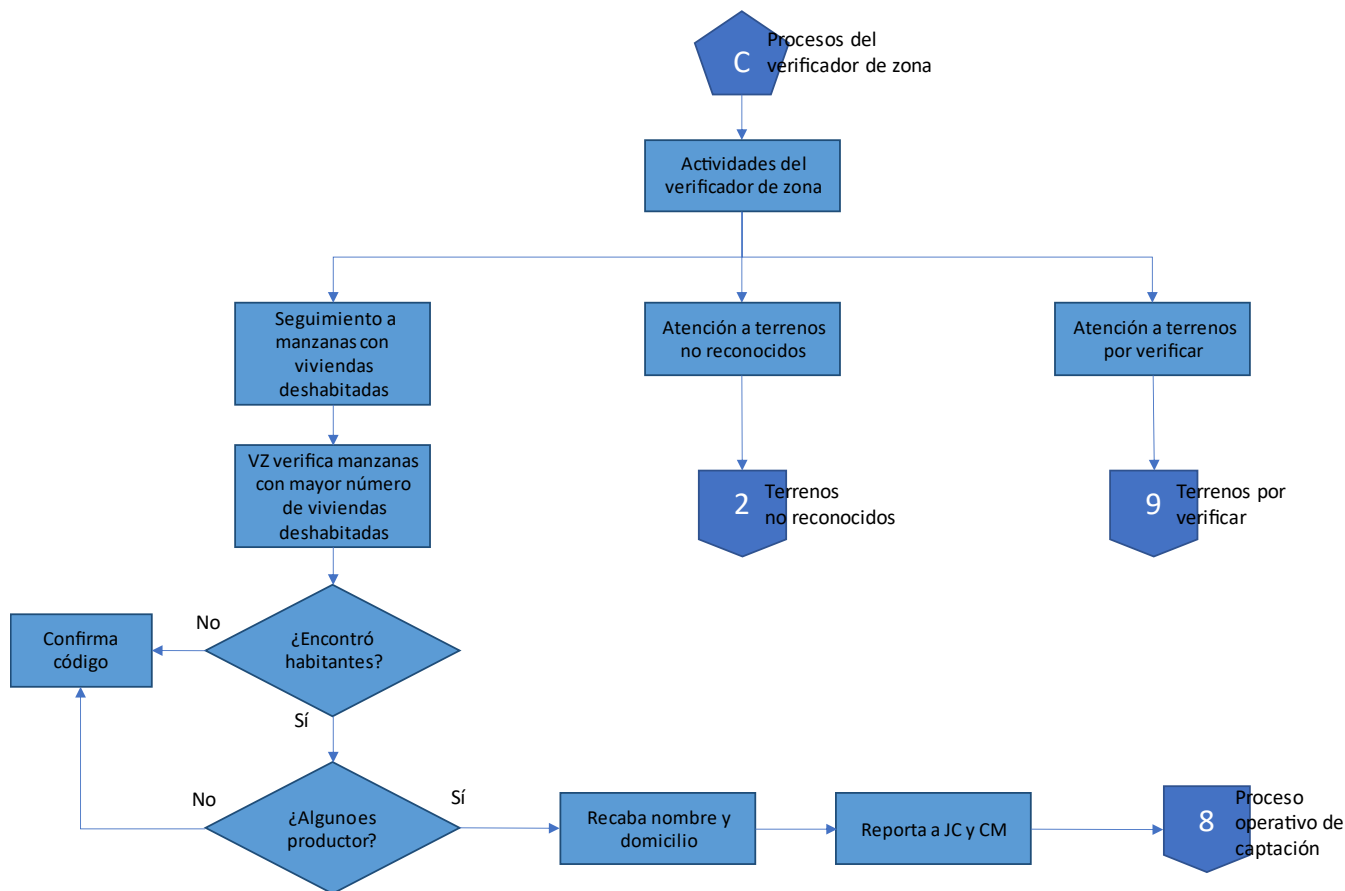 C
Procesos del
verificador de zona
Actividades del
verificador de zona
Seguimiento a
manzanas con
viviendas
deshabitadas
Atención a terrenos
no reconocidos
Atención a terrenos
por verificar
VZ verifica manzanas
con mayor número
de viviendas
deshabitadas
2
Terrenos
no reconocidos
9
Terrenos por
verificar
¿Encontró
habitantes?
No
Confirma
código
Sí
¿Alguno es
productor?
No
Sí
Recaba nombre y
domicilio
Reporta a JC y CM
8
Proceso
operativo de
captación